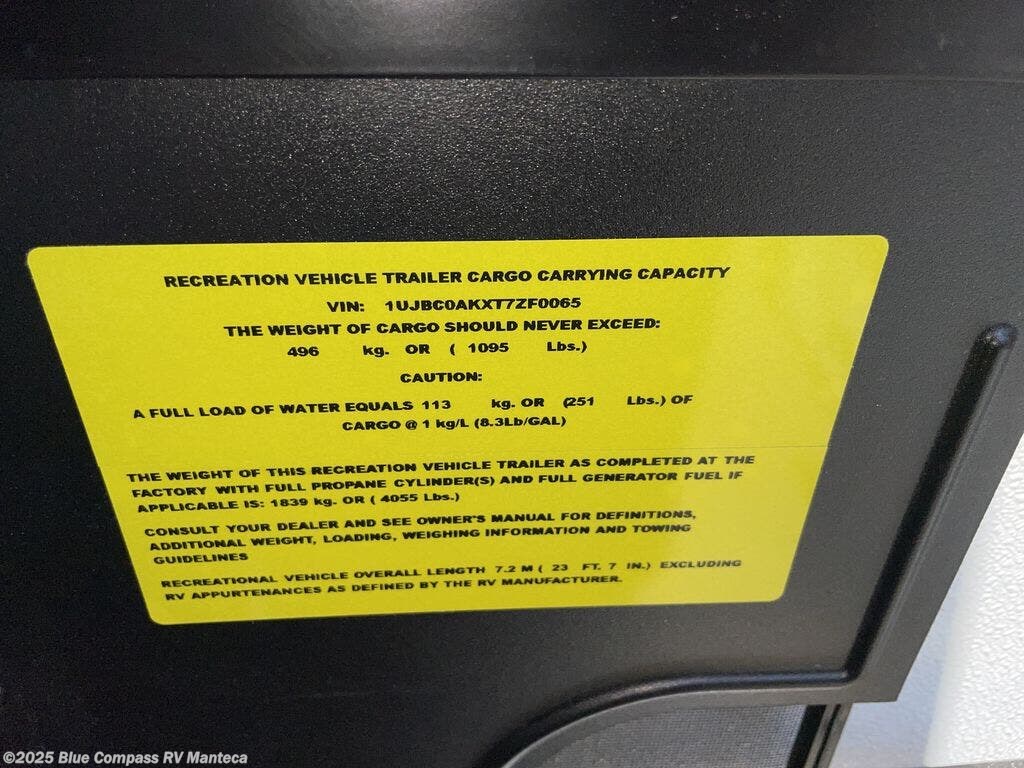 RECREATION VEHICLE TRAILER CARGO CARRYING CAPACITY
VIN: 1UJBC0AKXT7ZF0065
THE WEIGHT OF CARGO SHOULD NEVER EXCEED:
496 kg. OR ( 1095 Lbs.)
CAUTION:
A FULL LOAD OF WATER EQUALS 113 kg. OR (251 Lbs.) OF
CARGO @ 1 kg/L (8.3Lb/GAL)
THE WEIGHT OF THIS RECREATION VEHICLE TRAILER AS COMPLETED AT THE
FACTORY WITH FULL PROPANE CYLINDER(S) AND FULL GENERATOR FUEL IF
APPLICABLE IS: 1839 kg. OR ( 4055 Lbs.)
CONSULT YOUR DEALER AND SEE OWNER'S MANUAL FOR DEFINITIONS,
ADDITIONAL WEIGHT, LOADING, WEIGHING INFORMATION AND TOWING
GUIDELINES
RECREATIONAL VEHICLE OVERALL LENGTH 7.2 M ( 23 FT. 7 IN.) EXCLUDING
RV APPURTENANCES AS DEFINED BY THE RV MANUFACTURER.
©2025 Blue Compass RV Manteca